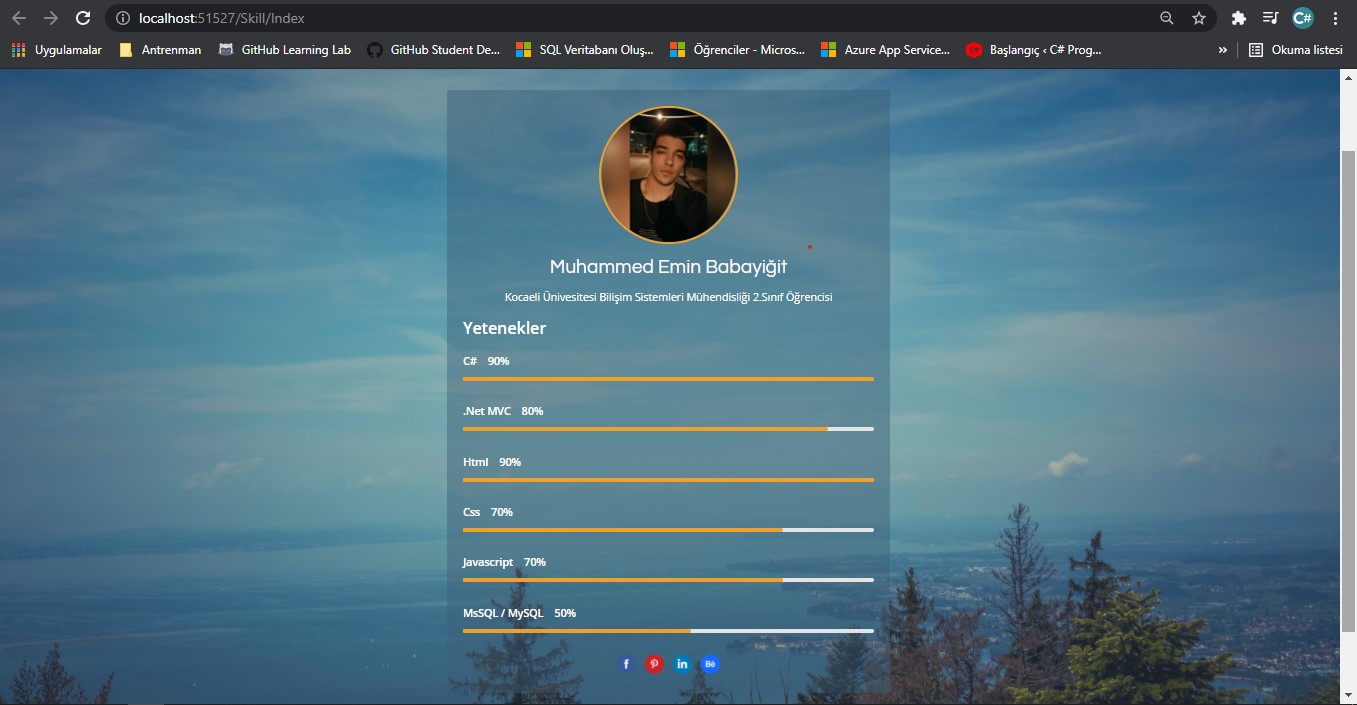 localhost:51527/Skill/Index
C#
Uygulamalar
Antrenman
GitHub Learning Lab
GitHub Student De...
SQL Veritabanı Oluş...
Öğrenciler - Micros...
Azure App Service...
Başlangıç ‹ C# Prog...
»
Okuma listesi
Muhammed Emin Babayiğit
Kocaeli Ünivesitesi Bilişim Sistemleri Mühendisliği 2.Sınıf Öğrencisi
Yetenekler
C# 90%
.Net MVC 80%
Html 90%
Css 70%
Javascript 70%
MsSQL / MySQL 50%
f
in
Bē